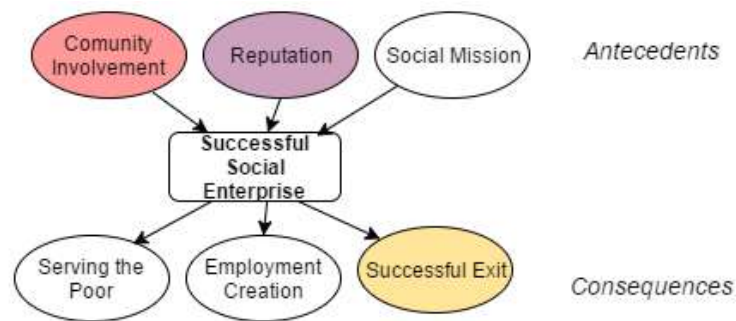 Comunity
Involvement
Reputation
Social Mission
Antecedents
Successful
Social
Enterprise
Serving the
Poor
Employment
Creation
Successful Exit
Consequences